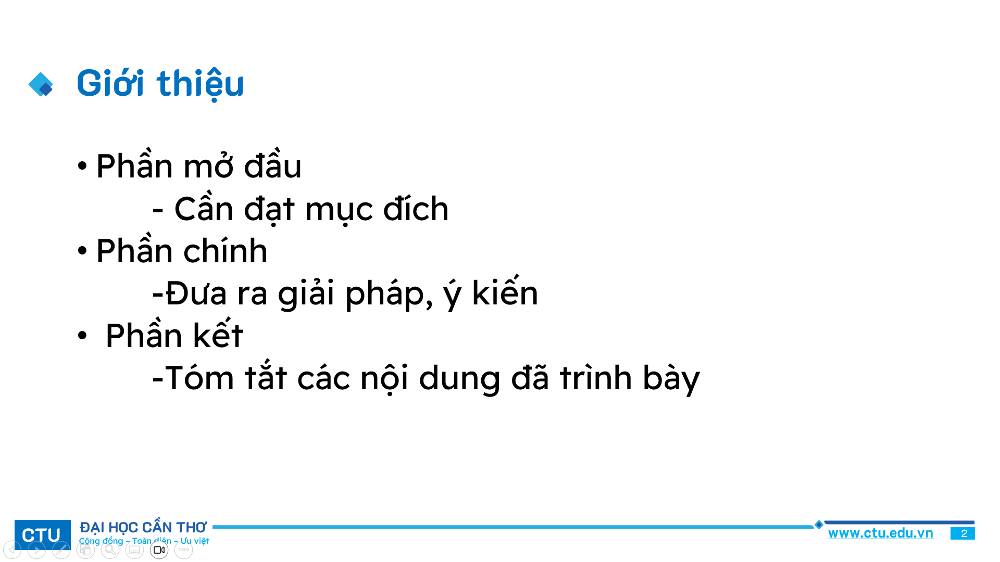 Giới thiệu
• Phần mở đầu
- Cần đạt mục đích
• Phần chính
-Đưa ra giải pháp, ý kiến
• Phần kết
-Tóm tắt các nội dung đã trình bày
CTU
ĐẠI HỌC CẦN THƠ
Cộng đồng – Toàn diện – Ưu việt
www.ctu.edu.vn
2